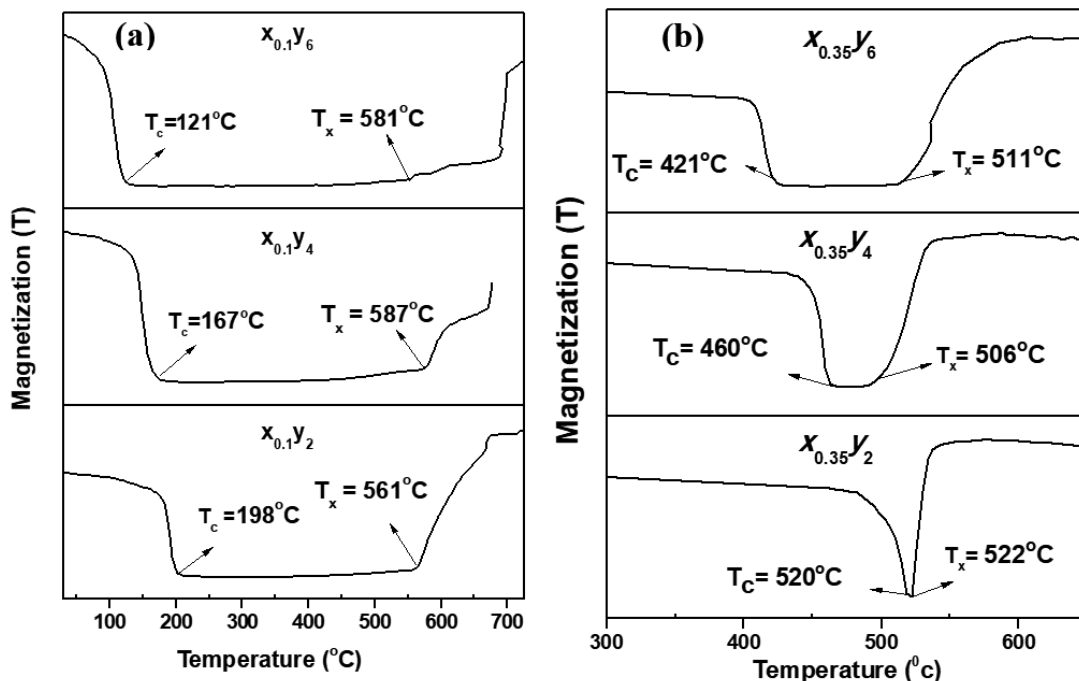 (a)
x0.1y6
Tc=121°C
Tx = 581°C
x0.1y4
Tc=167°C
Tx = 587°C
x0.1y2
Tc=198°C
Tx = 561°C
Magnetization (T)
100 200 300 400 500 600 700
Temperature (°C)
(b)
x0.35y6
TC = 421°C
Tx = 511°C
x0.35y4
TC = 460°C
Tx = 506°C
x0.35y2
TC = 520°C
Tx = 522°C
Magnetization (T)
300 400 500 600
Temperature (⁰c)